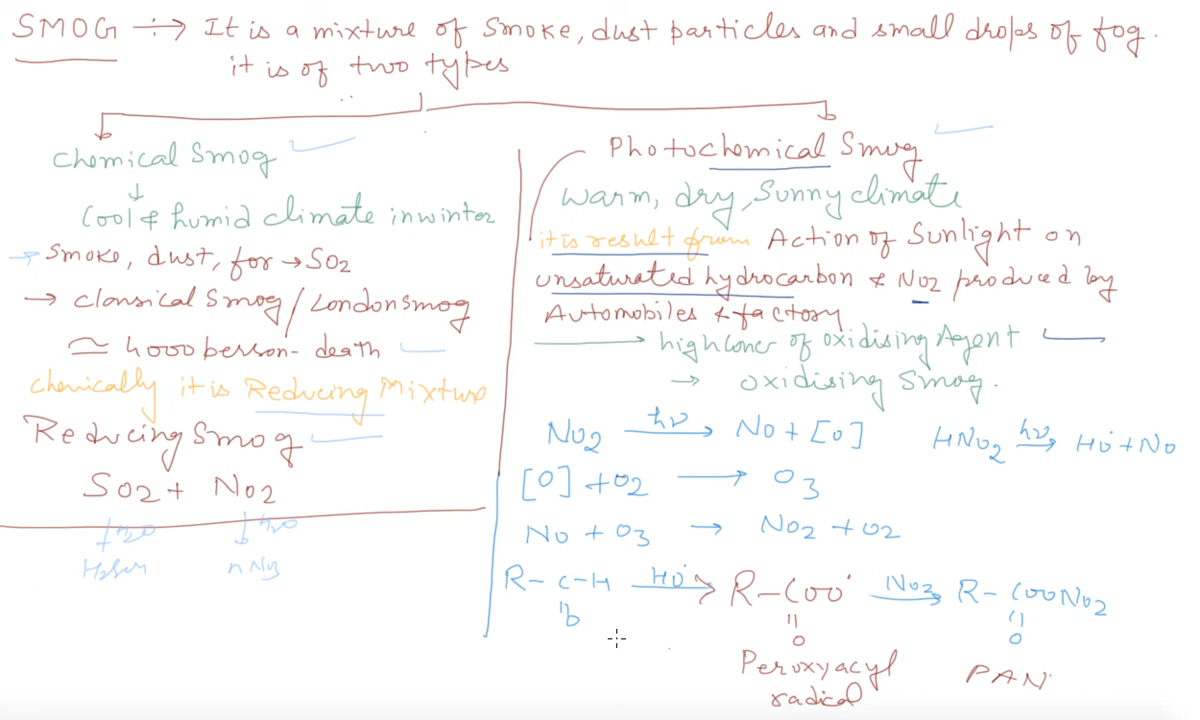 SMOG ÷→ It is a mixture of smoke, dust particles and small drops of fog.
it is of two types
Chemical Smog
↓
Cool & humid climate in winter
→ Smoke, dust, for → SO2
→ classical smog / London smog
≃ 4000 berson - death
chemically it is Reducing Mixture
Reducing Smog
SO2 + NO2
↓H2O ↓H2O
Photochemical Smog
Warm, dry, Sunny climate
it is result from Action of Sunlight on
unsaturated hydrocarbon & NO2 produced by
Automobiles & factory
→ high conc of oxidising Agent
→ oxidising Smog.
NO2 hν→ NO + [O]
HNO2 hν→ HO + NO
[O] + O2 → O3
NO + O3 → NO2 + O2
R-C-H HO→ R-COO˙ NO2→ R-COONO2
|| || ||
O O O
Peroxyacyl
radical
PAN